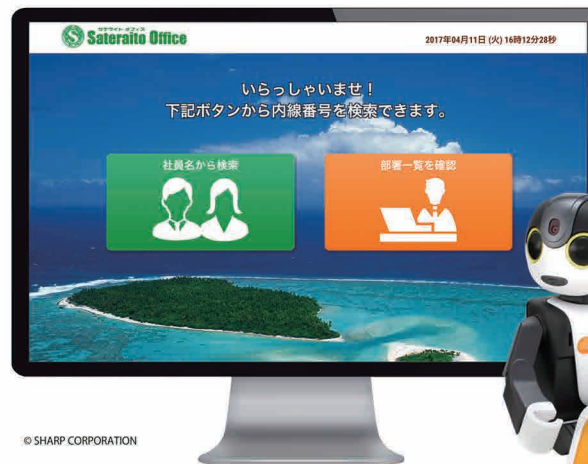 サテライトオフィス
Sateraito Office
2017年04月11日 (火) 16時12分28秒
いらっしゃいませ！
下記ボタンから内線番号を検索できます。
社員名から検索
部署一覧を確認
© SHARP CORPORATION